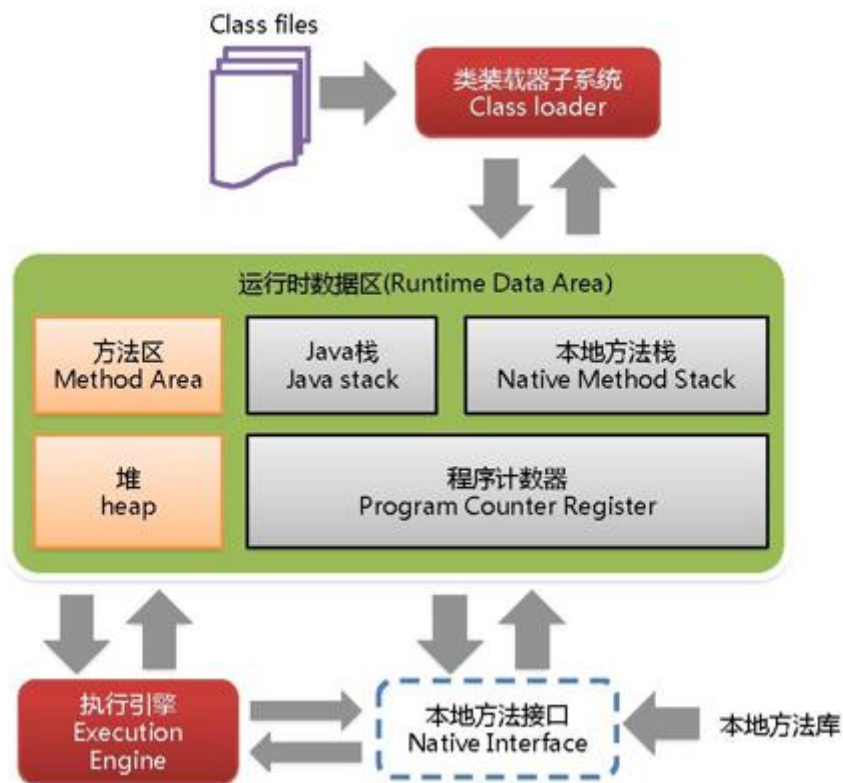 Class files
类装载器子系统
Class loader
运行时数据区(Runtime Data Area)
方法区
Method Area
Java栈
Java stack
本地方法栈
Native Method Stack
堆
heap
程序计数器
Program Counter Register
执行引擎
Execution
Engine
本地方法接口
Native Interface
本地方法库